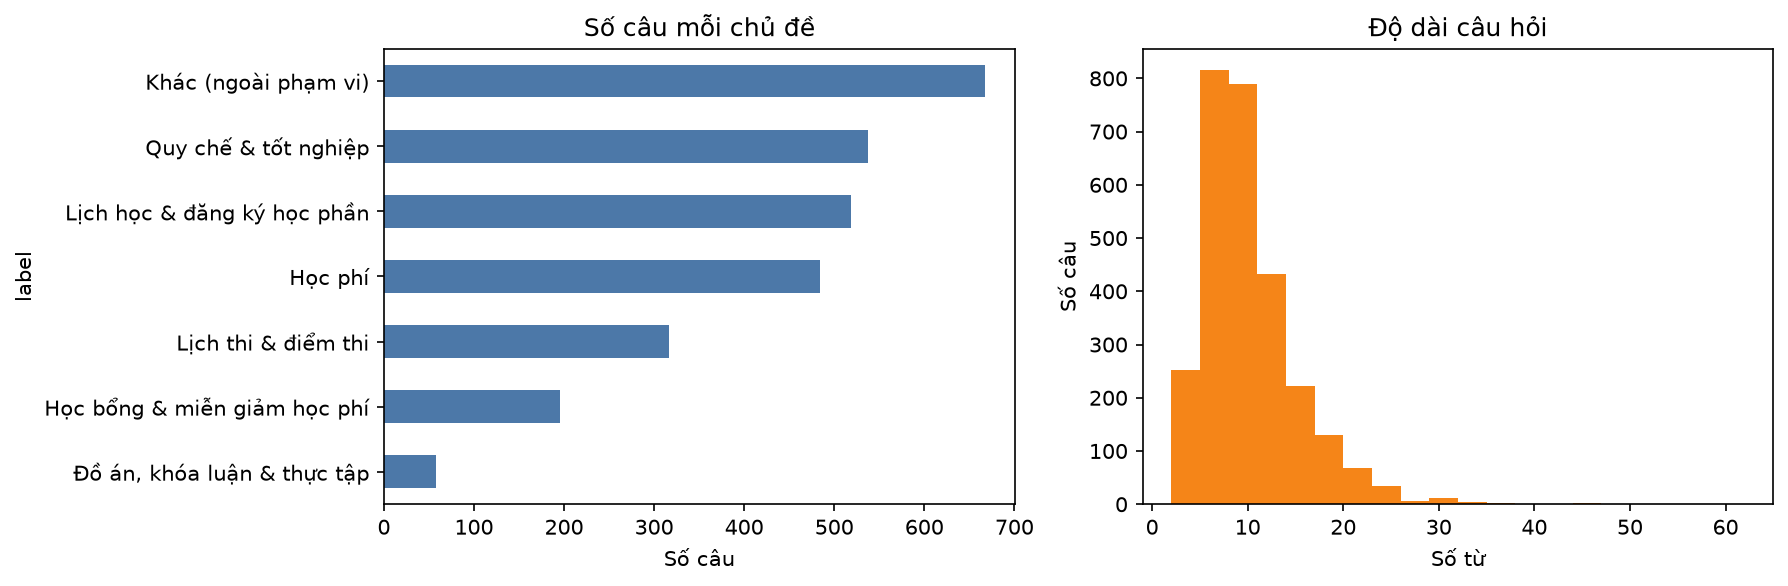 Số câu mỗi chủ đề
Khác (ngoài phạm vi)
Quy chế & tốt nghiệp
Lịch học & đăng ký học phần
Học phí
Lịch thi & điểm thi
Học bổng & miễn giảm học phí
Đồ án, khóa luận & thực tập
label
0 100 200 300 400 500 600 700
Số câu
Độ dài câu hỏi
800
700
600
500
400
300
200
100
0
Số câu
0 10 20 30 40 50 60
Số từ